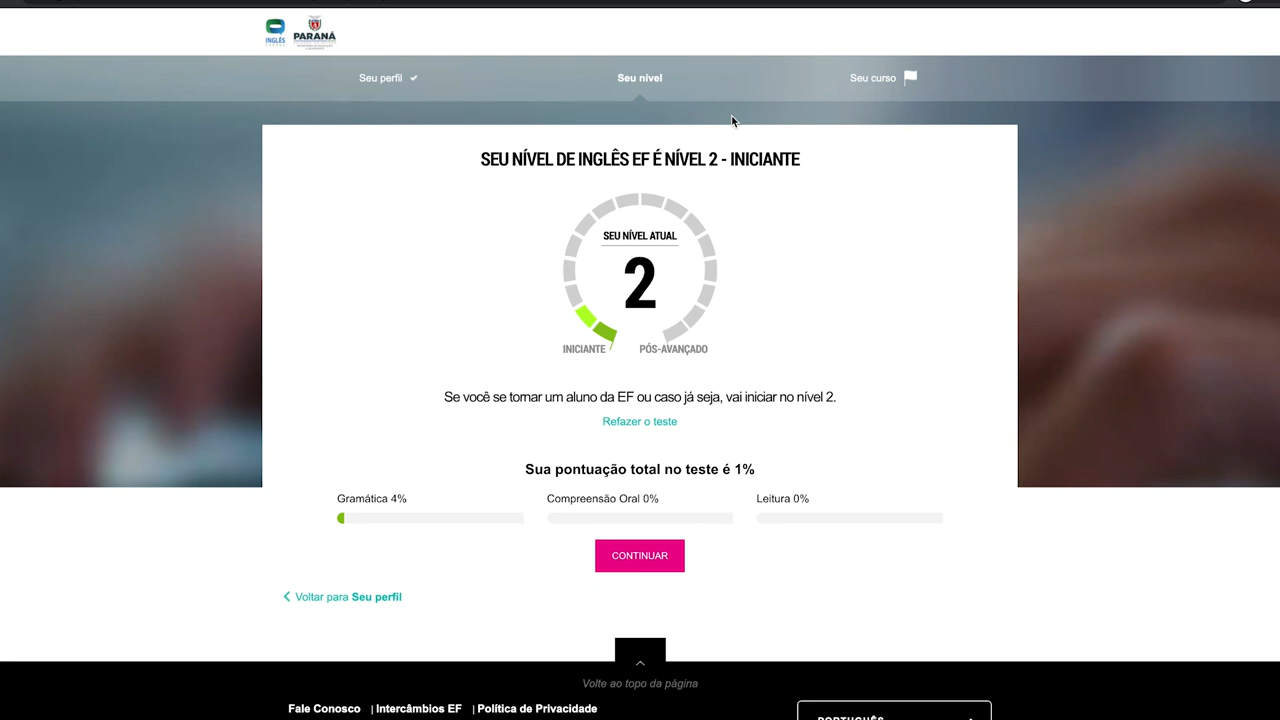 INGLÊS
PARANÁ
Seu perfil
Seu nível
Seu curso
SEU NÍVEL DE INGLÊS EF É NÍVEL 2 - INICIANTE
SEU NÍVEL ATUAL
2
INICIANTE
PÓS-AVANÇADO
Se você se tornar um aluno da EF ou caso já seja, vai iniciar no nível 2.
Refazer o teste
Sua pontuação total no teste é 1%
Gramática 4%
Compreensão Oral 0%
Leitura 0%
CONTINUAR
Voltar para Seu perfil
Volte ao topo da página
Fale Conosco | Intercâmbios EF | Política de Privacidade
PORTUGUÊS